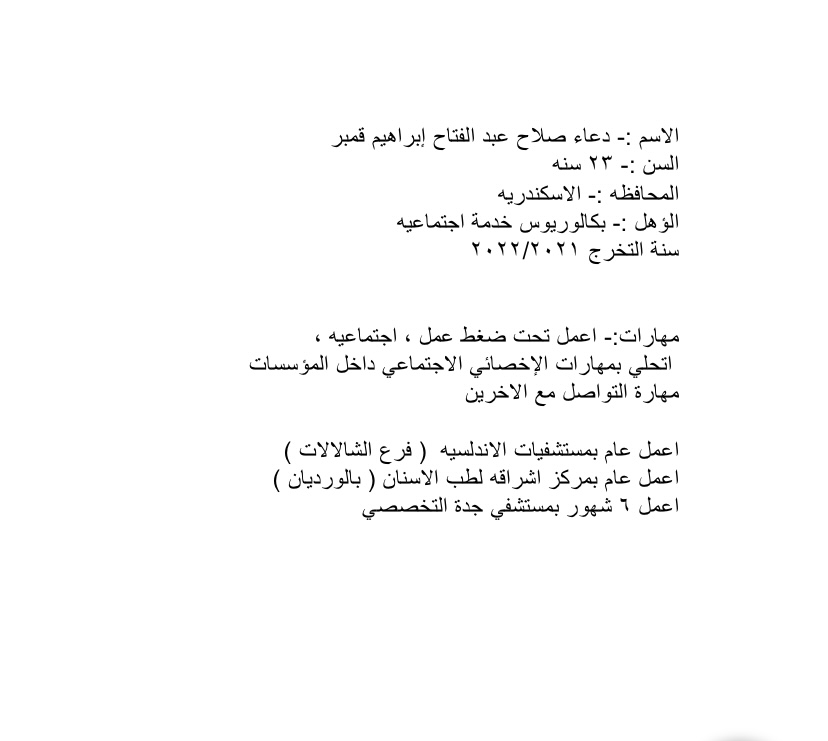 الاسم :- دعاء صلاح عبد الفتاح إبراهيم قمبر
السن :- ٢٣ سنه
المحافظه :- الاسكندريه
الؤهل :- بكالوريوس خدمة اجتماعيه
سنة التخرج ٢٠٢٢/٢٠٢١
مهارات:- اعمل تحت ضغط عمل ، اجتماعيه ،
اتحلي بمهارات الإخصائي الاجتماعي داخل المؤسسات
مهارة التواصل مع الاخرين
اعمل عام بمستشفيات الاندلسيه ( فرع الشالالات )
اعمل عام بمركز اشراقه لطب الاسنان ( بالورديان )
اعمل ٦ شهور بمستشفي جدة التخصصي